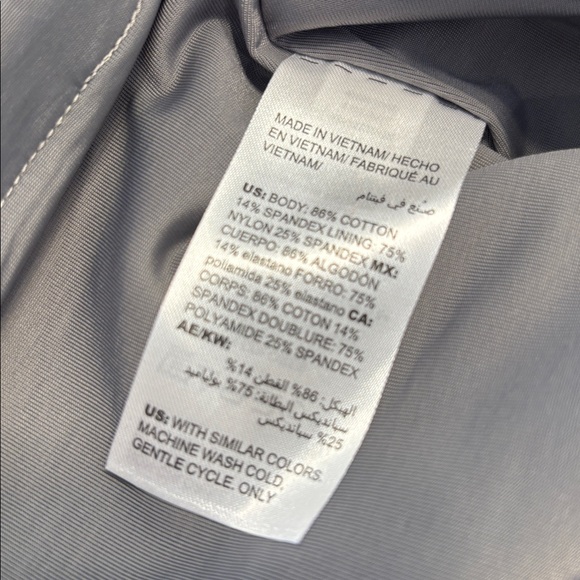 MADE IN VIETNAM/ HECHO
EN VIETNAM/ FABRIQUÉ AU
VIETNAM/
صنع في فيتنام
US: BODY: 86% COTTON
14% SPANDEX LINING: 75%
NYLON 25% SPANDEX MX:
CUERPO: 86% ALGODÓN
14% elastano FORRO: 75%
poliamida 25% elastano CA:
CORPS: 86% COTON 14%
SPANDEX DOUBLURE: 75%
POLYAMIDE 25% SPANDEX
AE/KW:
الهيكل: 86% القطن 14%
سبانديكس البطانة: 75% بولياميد
25% سبانديكس
US: WITH SIMILAR COLORS.
MACHINE WASH COLD,
GENTLE CYCLE. ONLY